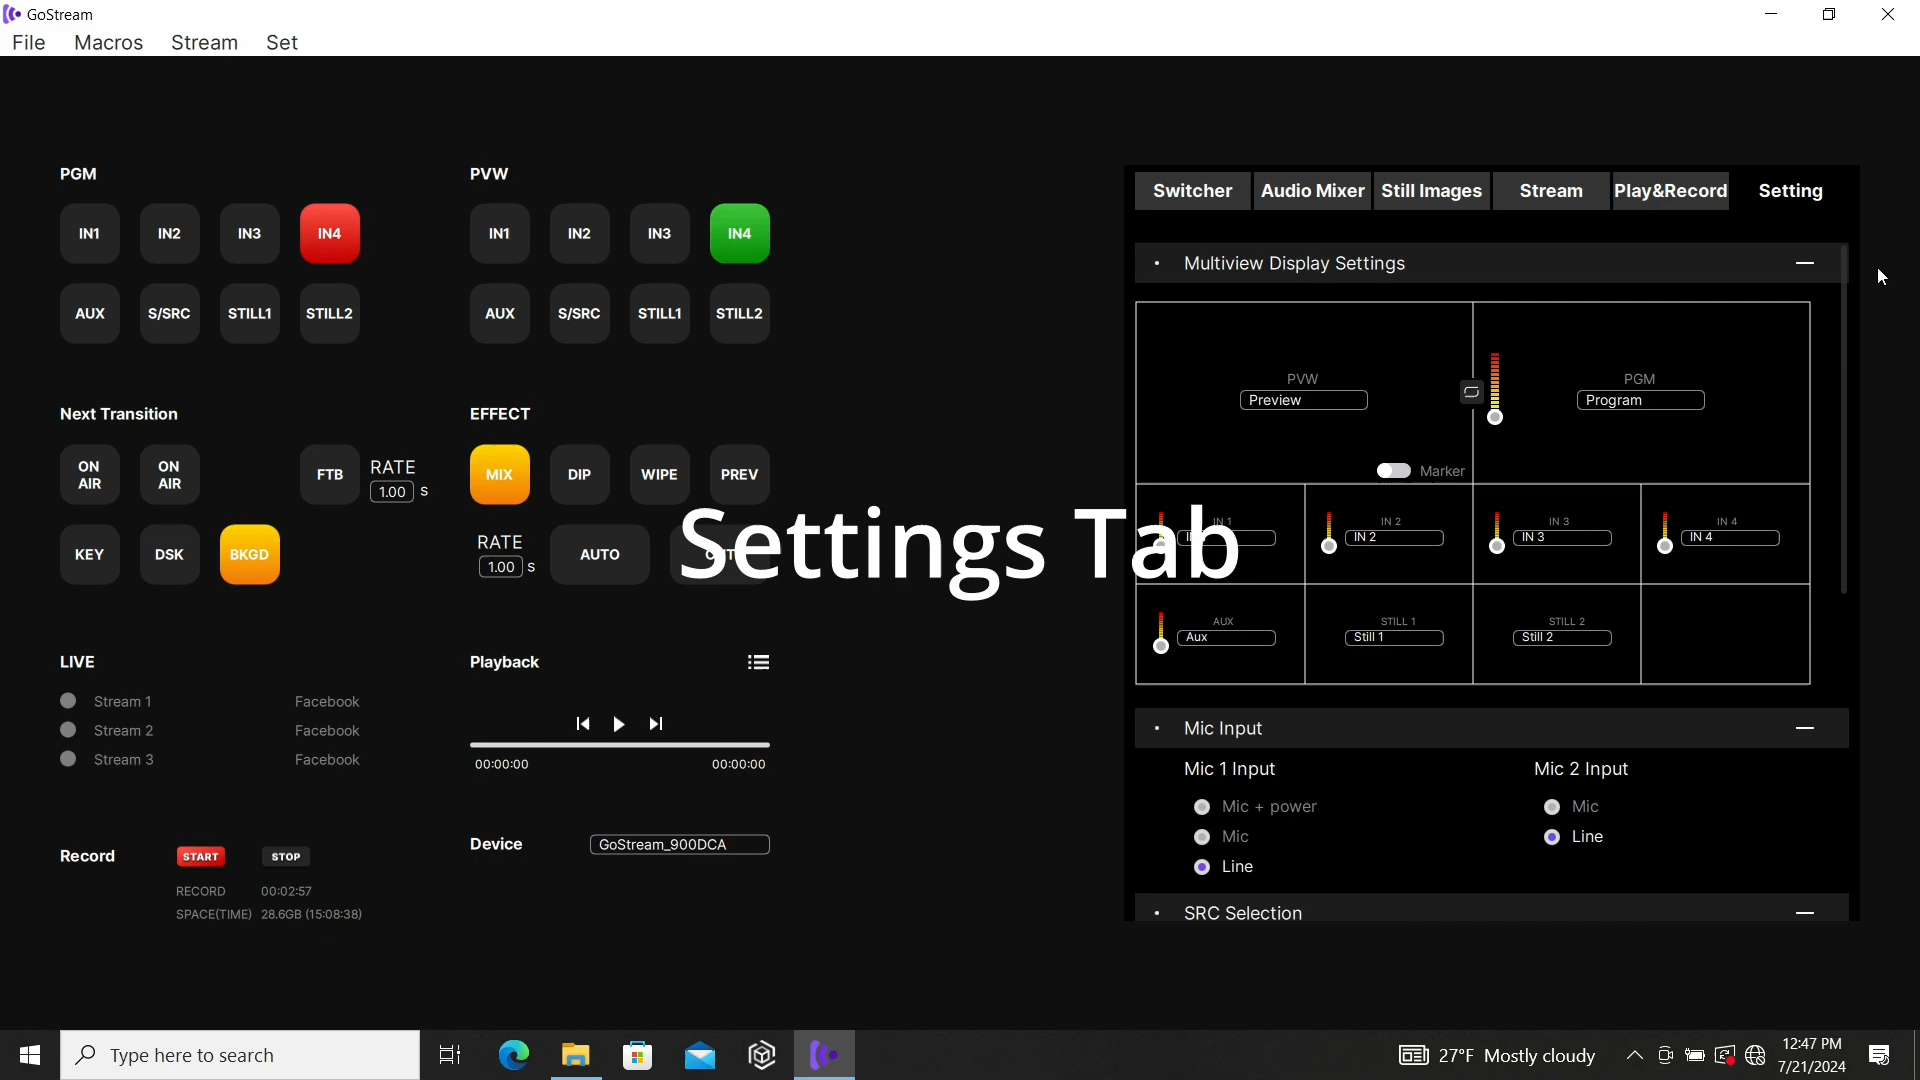 GoStream
File Macros Stream Set
PGM
IN1 IN2 IN3 IN4
AUX S/SRC STILL1 STILL2
PVW
IN1 IN2 IN3 IN4
AUX S/SRC STILL1 STILL2
Next Transition
ON AIR ON AIR FTB RATE 1.00 s
KEY DSK BKGD
EFFECT
MIX DIP WIPE PREV
RATE 1.00 s AUTO
Settings Tab
LIVE
Stream 1 Facebook
Stream 2 Facebook
Stream 3 Facebook
Playback
00:00:00 00:00:00
Record START STOP
RECORD 00:02:57
SPACE(TIME) 28.6GB (15:08:38)
Device GoStream_900DCA
Switcher Audio Mixer Still Images Stream Play&Record Setting
Multiview Display Settings
PVW PGM
Preview Program
Marker
IN 1 IN 2 IN 3 IN 4
IN 2 IN 3 IN 4
AUX STILL 1 STILL 2
Aux Still 1 Still 2
Mic Input
Mic 1 Input Mic 2 Input
Mic + power Mic
Mic Line
Line
SRC Selection
Type here to search
27°F Mostly cloudy
12:47 PM
7/21/2024